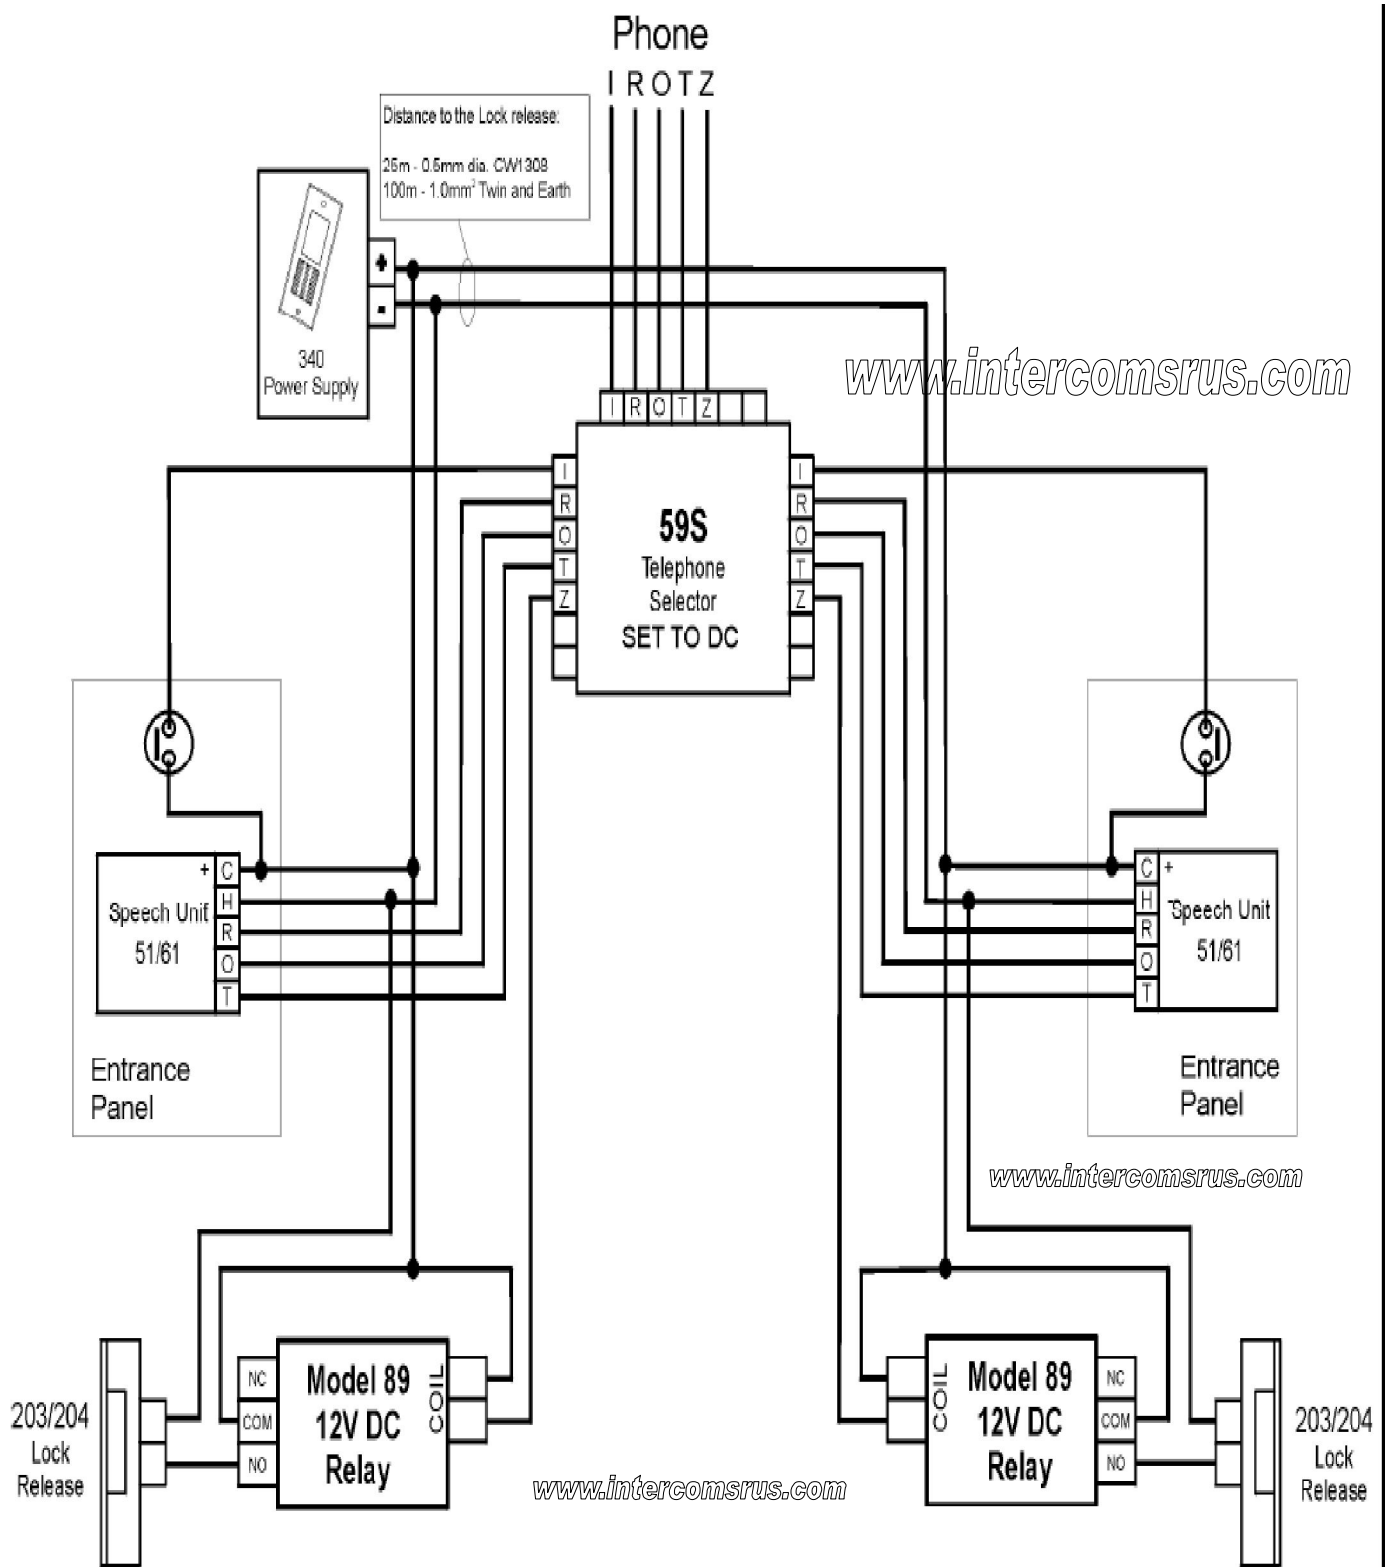 Phone
I R O T Z
Distance to the Lock release:
25m - 0.5mm dia. CW1308
100m - 1.0mm² Twin and Earth
+
-
340
Power Supply
www.intercomsrus.com
I R O T Z
I
R
O
T
Z
59S
Telephone
Selector
SET TO DC
I
R
O
T
Z
+ C
H
R
O
T
Speech Unit
51/61
Entrance
Panel
C +
H -
R
O
T
Speech Unit
51/61
Entrance
Panel
www.intercomsrus.com
203/204
Lock
Release
NC
COM
NO
Model 89
12V DC
Relay
COIL
www.intercomsrus.com
COIL
Model 89
12V DC
Relay
NC
COM
NO
203/204
Lock
Release